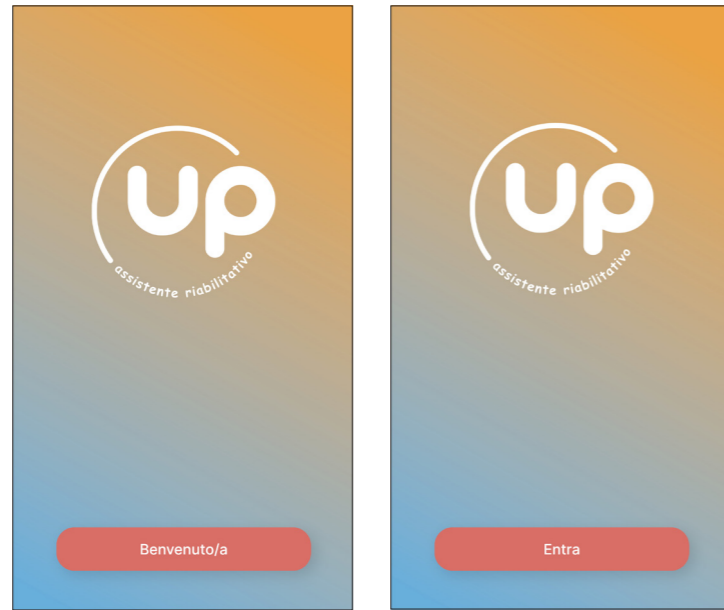 up
assistente riabilitativo
Benvenuto/a
up
assistente riabilitativo
Entra